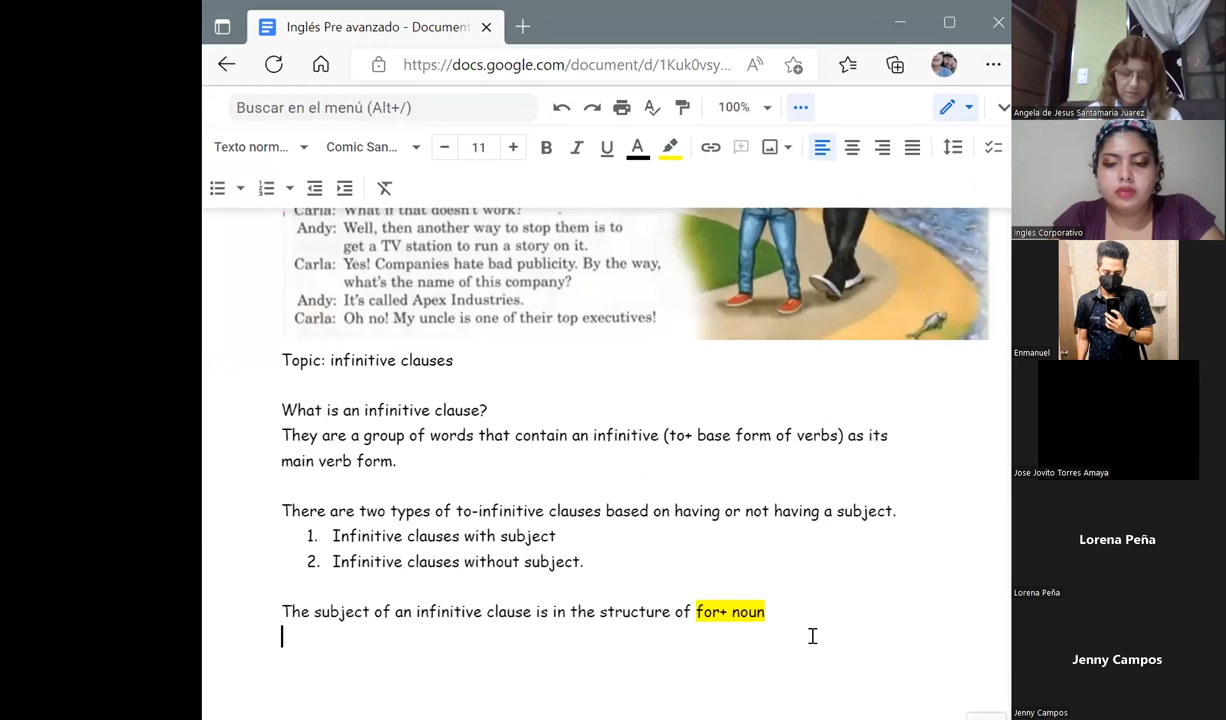 Inglés Pre avanzado - Document
https://docs.google.com/document/d/1Kuk0vsy...
Buscar en el menú (Alt+/)
100%
Texto norm...
Comic San...
11
Carla: What if that doesn't work?
Andy: Well, then another way to stop them is to
get a TV station to run a story on it.
Carla: Yes! Companies hate bad publicity. By the way,
what's the name of this company?
Andy: It's called Apex Industries.
Carla: Oh no! My uncle is one of their top executives!
Topic: infinitive clauses
What is an infinitive clause?
They are a group of words that contain an infinitive (to+ base form of verbs) as its
main verb form.
There are two types of to-infinitive clauses based on having or not having a subject.
1. Infinitive clauses with subject
2. Infinitive clauses without subject.
The subject of an infinitive clause is in the structure of for+ noun
Angela de Jesus Santamaria Juarez
Ingles Corporativo
Enmanuel
Jose Jovito Torres Amaya
Lorena Peña
Lorena Peña
Jenny Campos
Jenny Campos